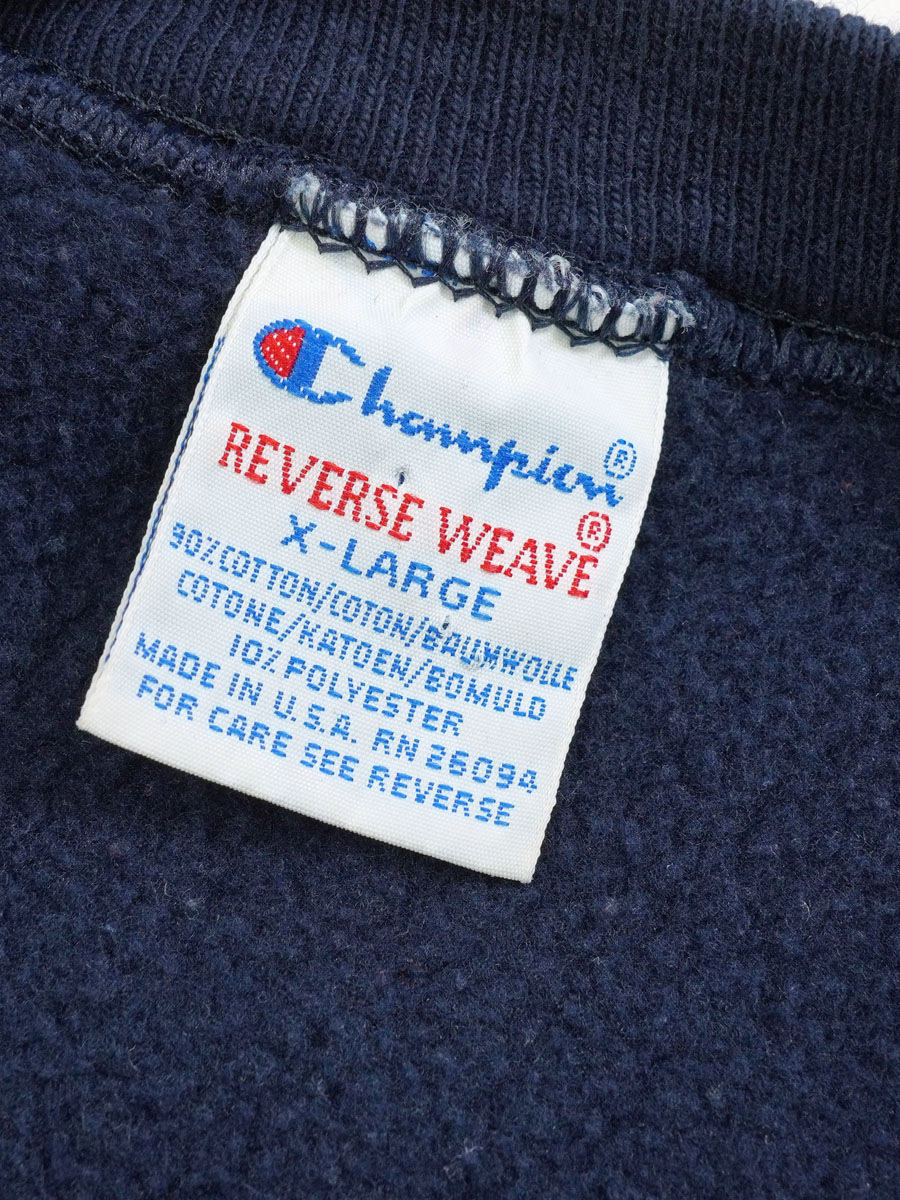 Champion®
REVERSE WEAVE®
X-LARGE
90% COTTON/COTON/BAUMWOLLE
COTONE/KATOEN/BOMULD
10% POLYESTER
MADE IN U.S.A. RN 26094
FOR CARE SEE REVERSE